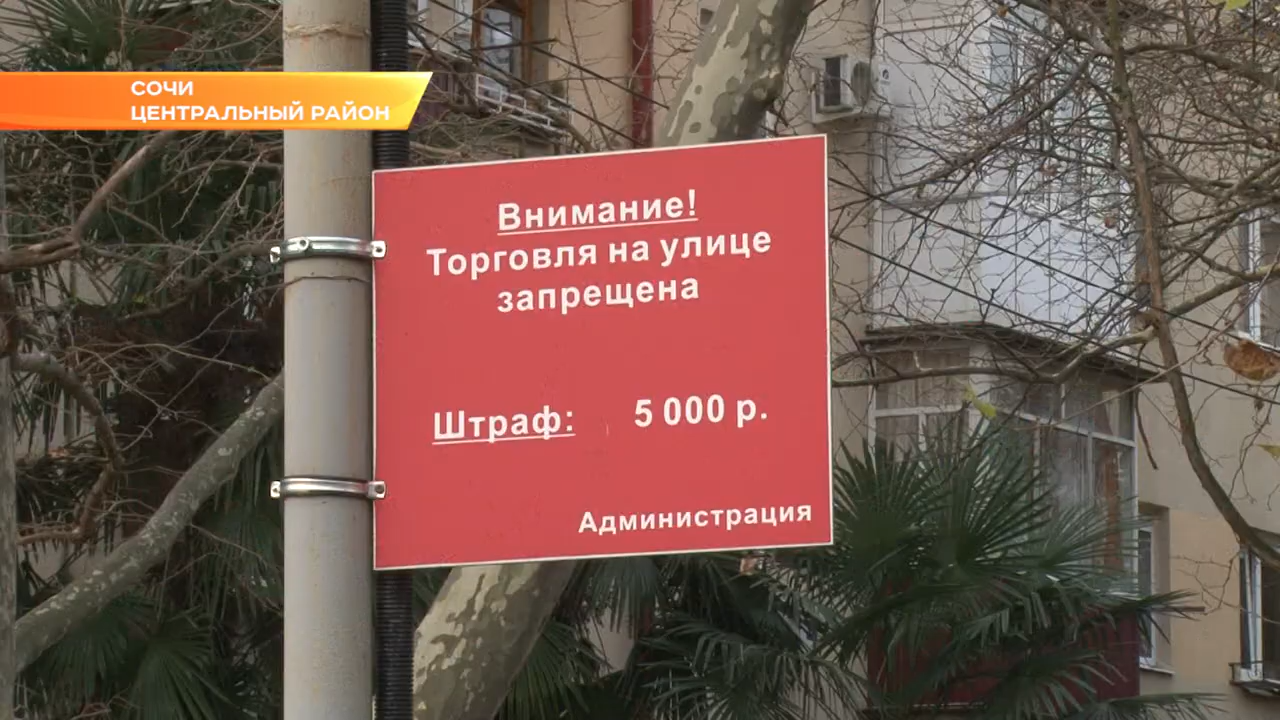 СОЧИ
ЦЕНТРАЛЬНЫЙ РАЙОН
Внимание!
Торговля на улице
запрещена
Штраф: 5 000 р.
Администрация